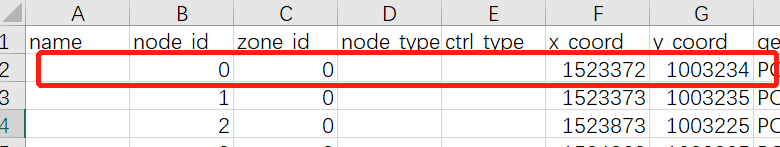 A B C D E F G
1 name node_id zone_id node_type ctrl_type x_coord y_coord ge
2 0 0 1523372 1003234 PO
3 1 0 1523373 1003235 PO
4 2 0 1523873 1003225 PO